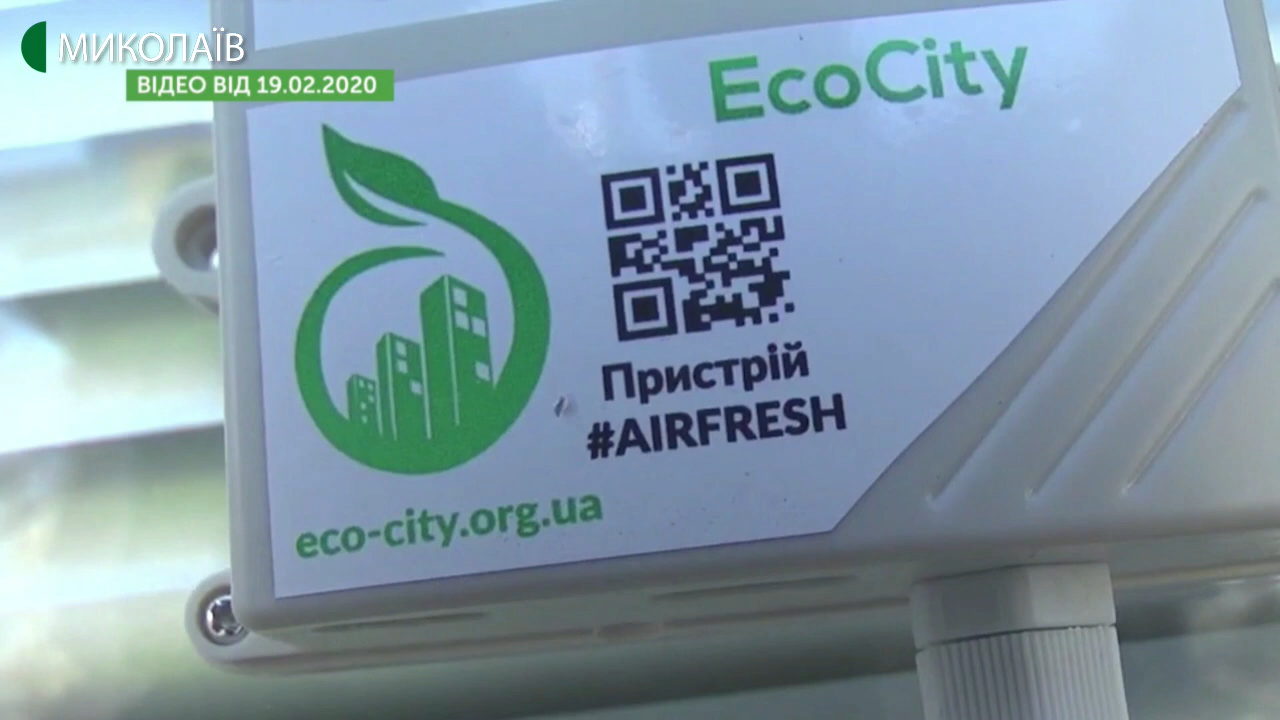 МИКОЛАЇВ
ВІДЕО ВІД 19.02.2020
EcoCity
Пристрій
#AIRFRESH
eco-city.org.ua